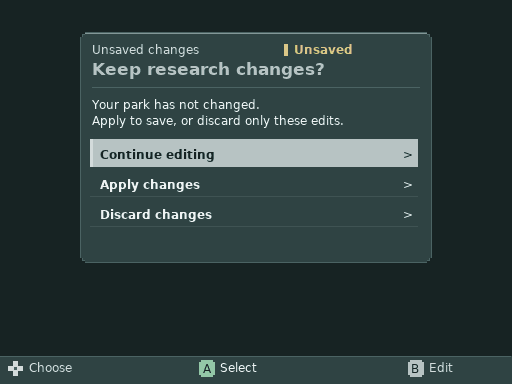 Unsaved changes
Unsaved
Keep research changes?
Your park has not changed.
Apply to save, or discard only these edits.
Continue editing >
Apply changes >
Discard changes >
Choose
A Select
B Edit